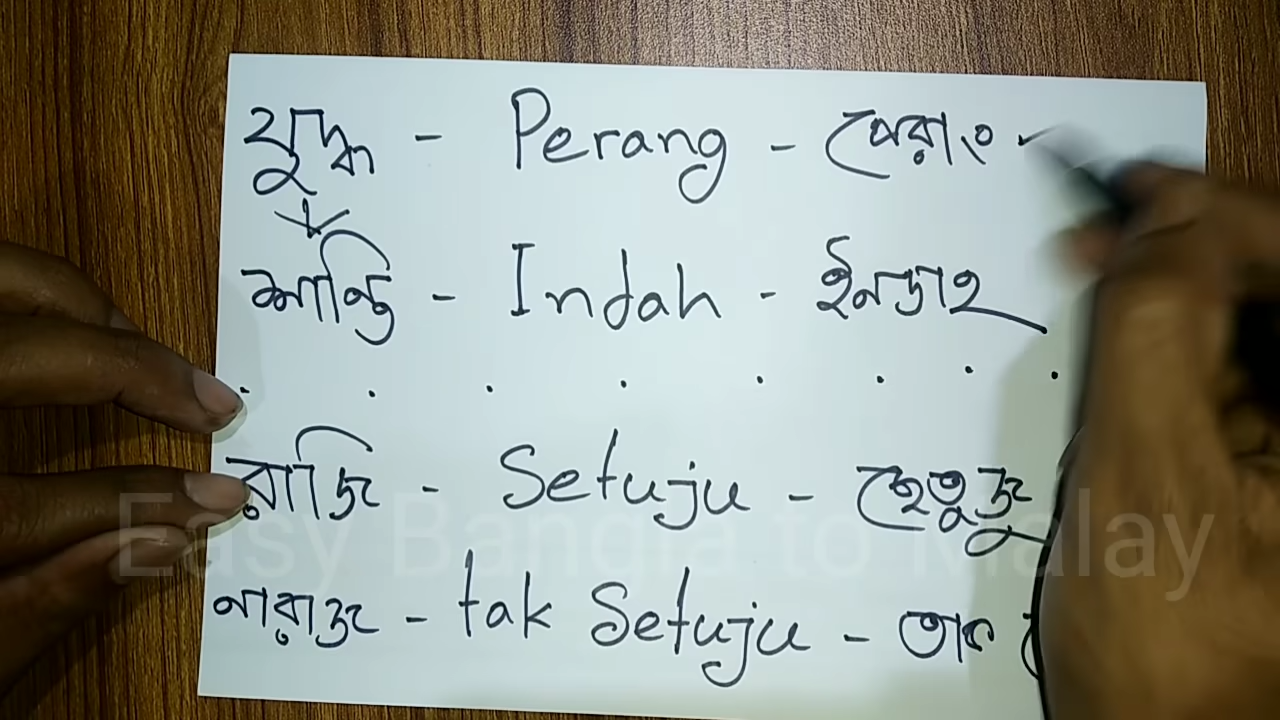 যুদ্ধ - Perang - পেরাং
শান্তি - Indah - ইনডাহ
রাজি - Setuju - ছেতুজু
নারাজ - tak Setuju - তাক
Easy Bangla to Malay